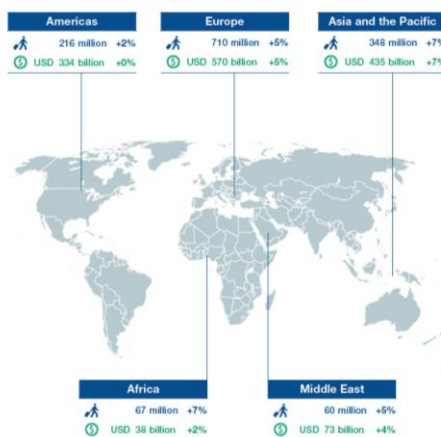 Americas
216 million +2%
USD 334 billion +0%
Europe
710 million +5%
USD 570 billion +5%
Asia and the Pacific
348 million +7%
USD 435 billion +7%
Africa
67 million +7%
USD 38 billion +2%
Middle East
60 million +5%
USD 73 billion +4%